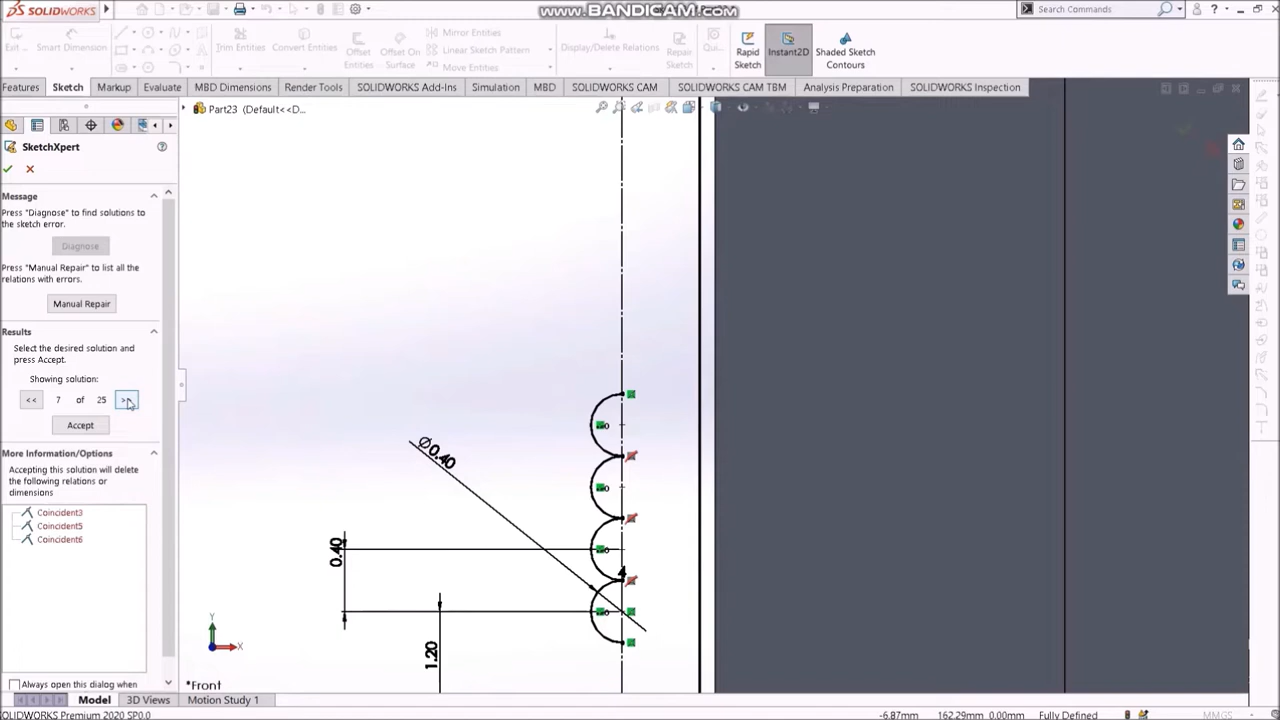 SOLIDWORKS
www.BANDICAM.com
Search Commands
Exit...
Smart Dimension
Trim Entities
Convert Entities
Offset Entities
Offset On Surface
Mirror Entities
Linear Sketch Pattern
Move Entities
Display/Delete Relations
Repair Sketch
Qui...
Rapid Sketch
Instant2D
Shaded Sketch Contours
Features
Sketch
Markup
Evaluate
MBD Dimensions
Render Tools
SOLIDWORKS Add-Ins
Simulation
MBD
SOLIDWORKS CAM
SOLIDWORKS CAM TBM
Analysis Preparation
SOLIDWORKS Inspection
Part23 (Default<<D...
SketchXpert
Message
Press "Diagnose" to find solutions to
the sketch error.
Diagnose
Press "Manual Repair" to list all the
relations with errors.
Manual Repair
Results
Select the desired solution and
press Accept.
Showing solution:
<< 7 of 25 >>
Accept
More Information/Options
Accepting this solution will delete
the following relations or
dimensions
Coincident3
Coincident5
Coincident6
Always open this dialog when
Ø0.40
0.40
4
1.20
Y
X
*Front
Model
3D Views
Motion Study 1
SOLIDWORKS Premium 2020 SP0.0
-6.87mm
162.29mm 0.00mm
Fully Defined
MMGS